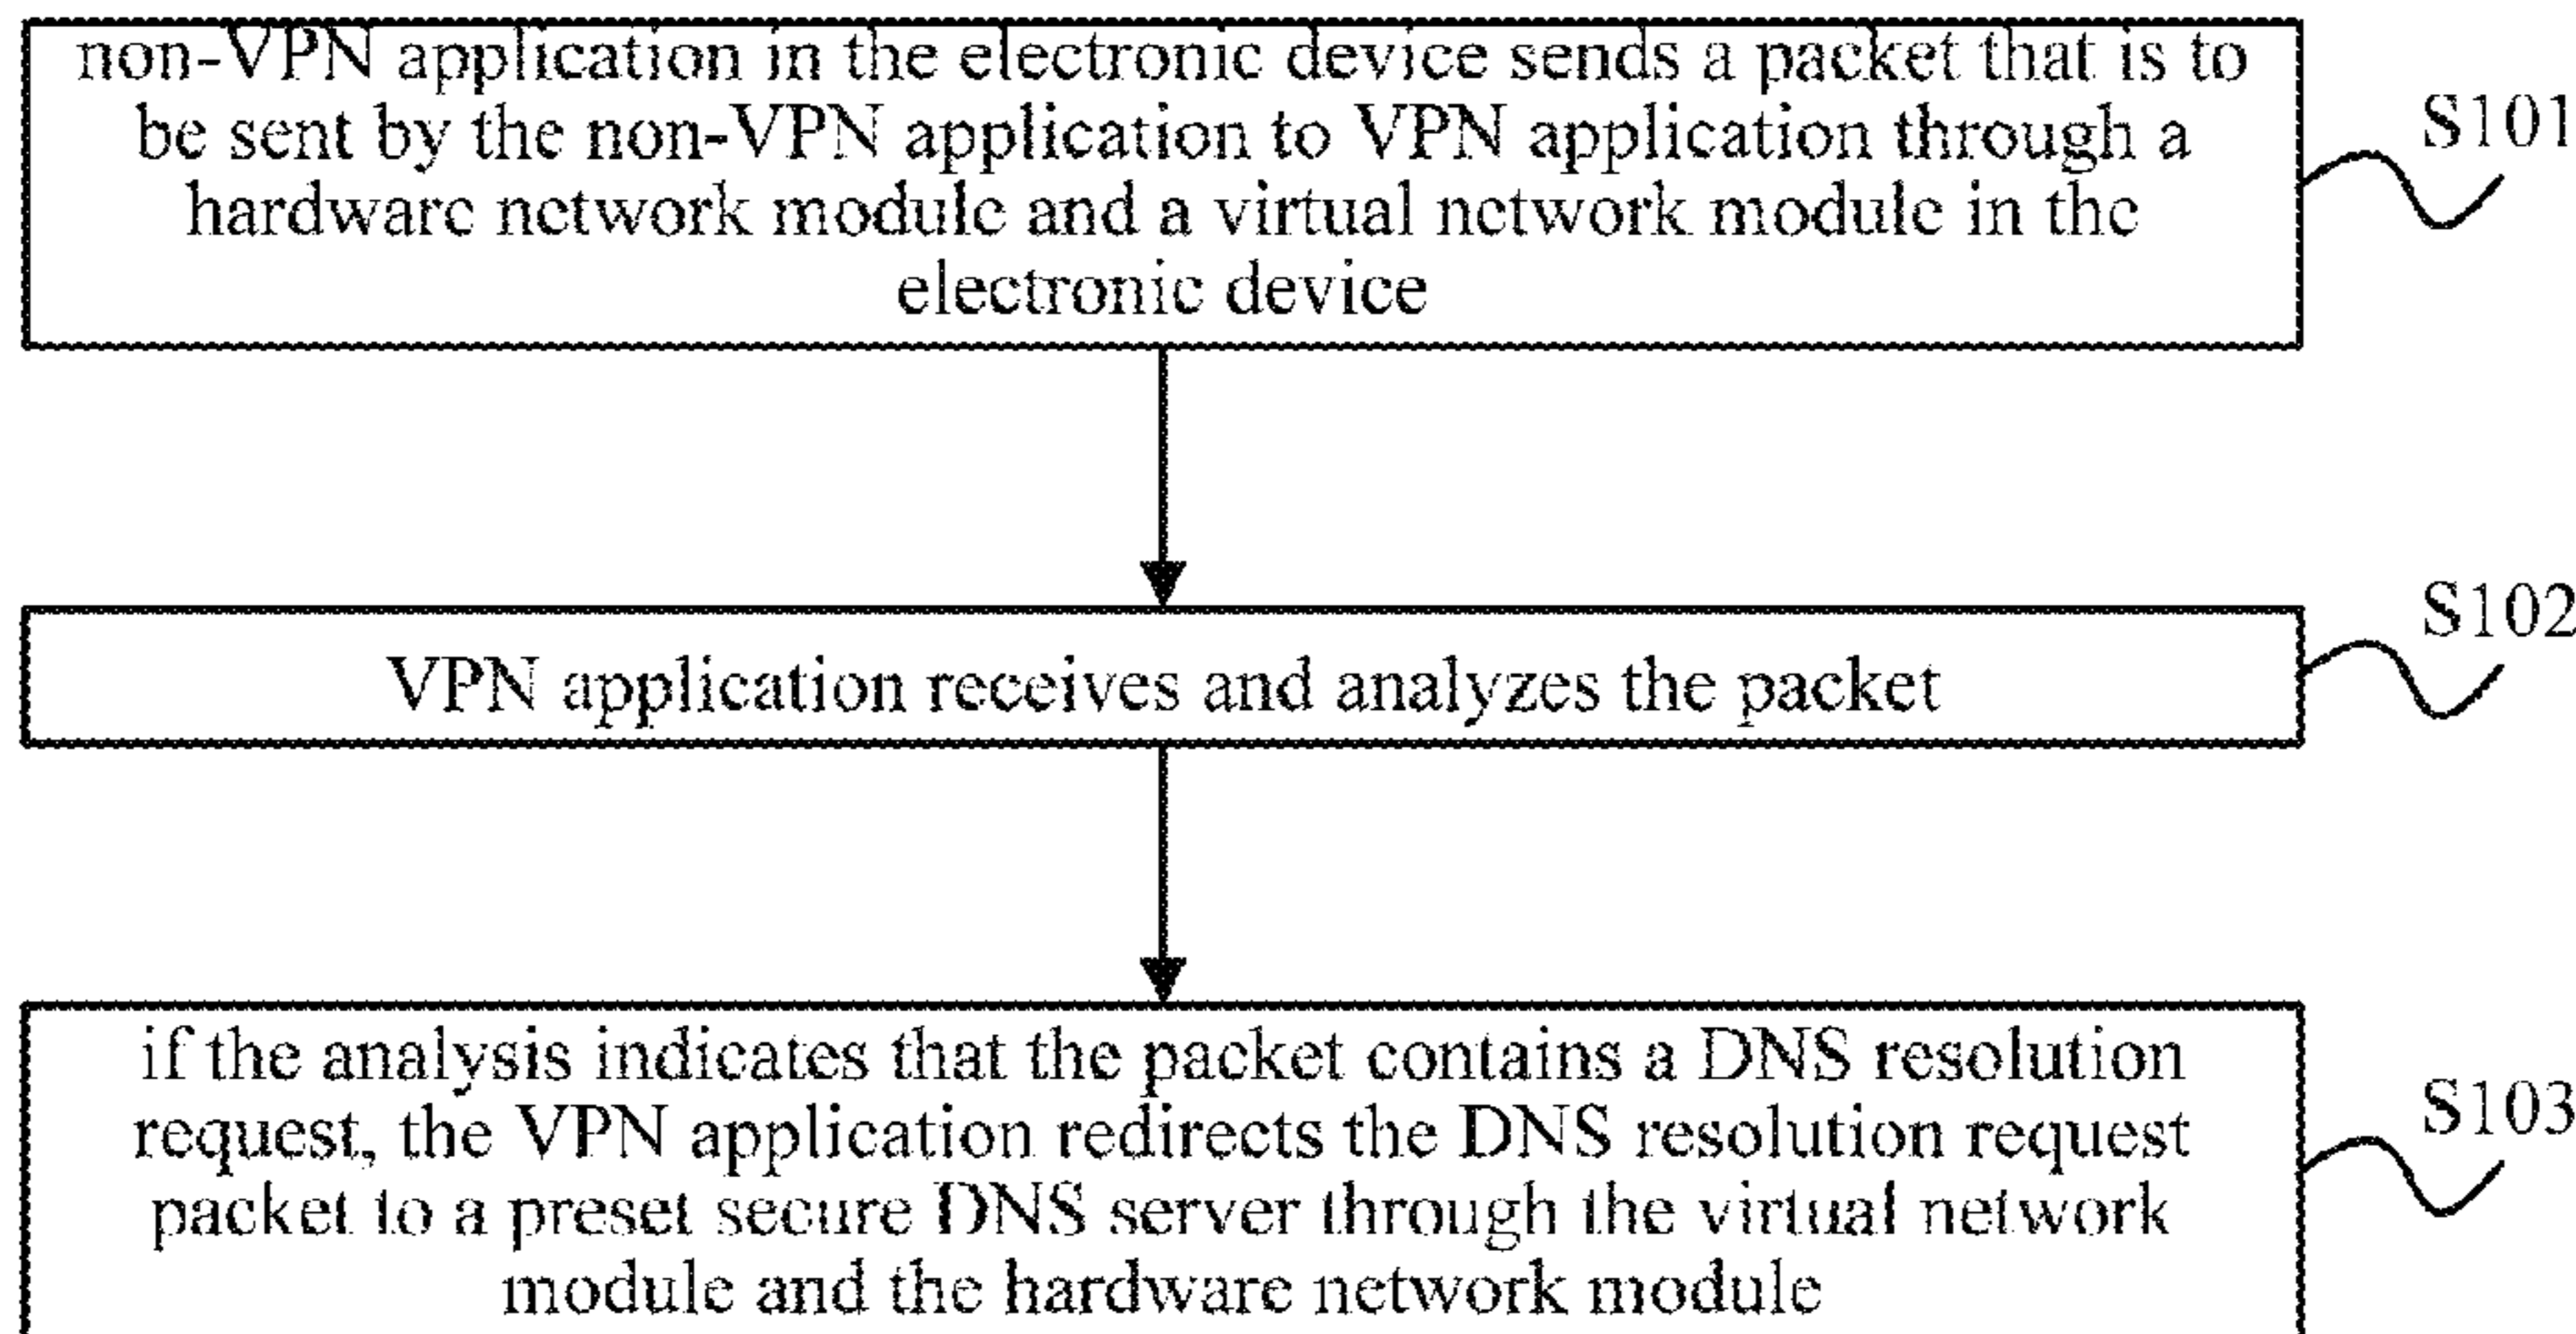 non-VPN application in the electronic device sends a packet that is to
be sent by the non-VPN application to VPN application through a
hardware network module and a virtual network module in the
electronic device
S101
VPN application receives and analyzes the packet
S102
if the analysis indicates that the packet contains a DNS resolution
request, the VPN application redirects the DNS resolution request
packet to a preset secure DNS server through the virtual network
module and the hardware network module
S103